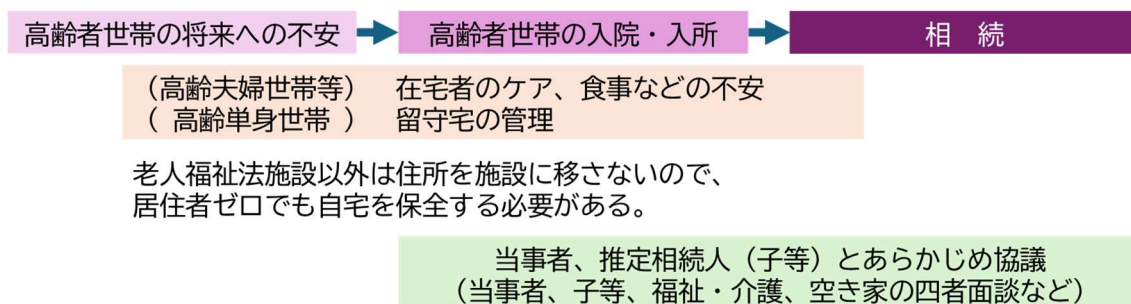 高齢者世帯の将来への不安
高齢者世帯の入院・入所
相 続
（高齢夫婦世帯等） 在宅者のケア、食事などの不安
（ 高齢単身世帯 ） 留守宅の管理
老人福祉法施設以外は住所を施設に移さないので、
居住者ゼロでも自宅を保全する必要がある。
当事者、推定相続人（子等）とあらかじめ協議
（当事者、子等、福祉・介護、空き家の四者面談など）